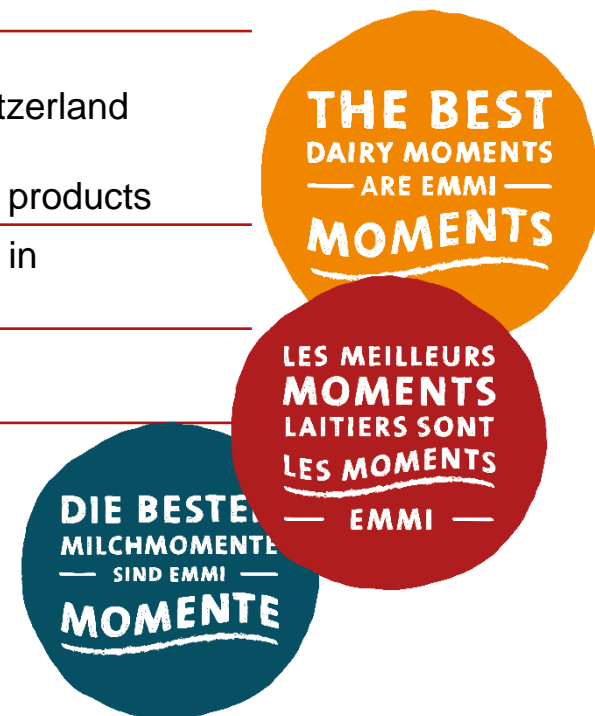 tzerland
products
in
THE BEST
DAIRY MOMENTS
ARE EMMI
MOMENTS
LES MEILLEURS
MOMENTS
LAITIERS SONT
LES MOMENTS
EMMI
DIE BESTE
MILCHMOMENTE
SIND EMMI
MOMENTE